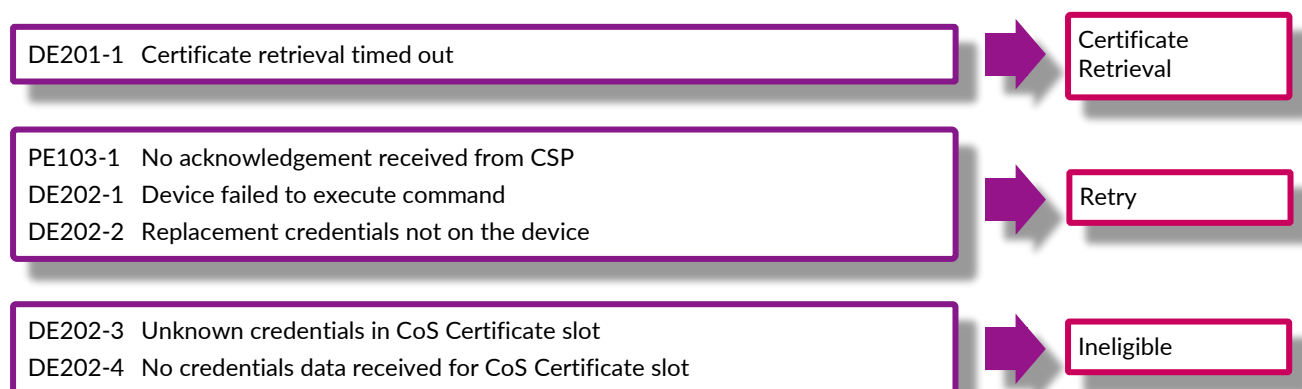 DE201-1 Certificate retrieval timed out
Certificate
Retrieval
PE103-1 No acknowledgement received from CSP
DE202-1 Device failed to execute command
DE202-2 Replacement credentials not on the device
Retry
DE202-3 Unknown credentials in CoS Certificate slot
DE202-4 No credentials data received for CoS Certificate slot
Ineligible